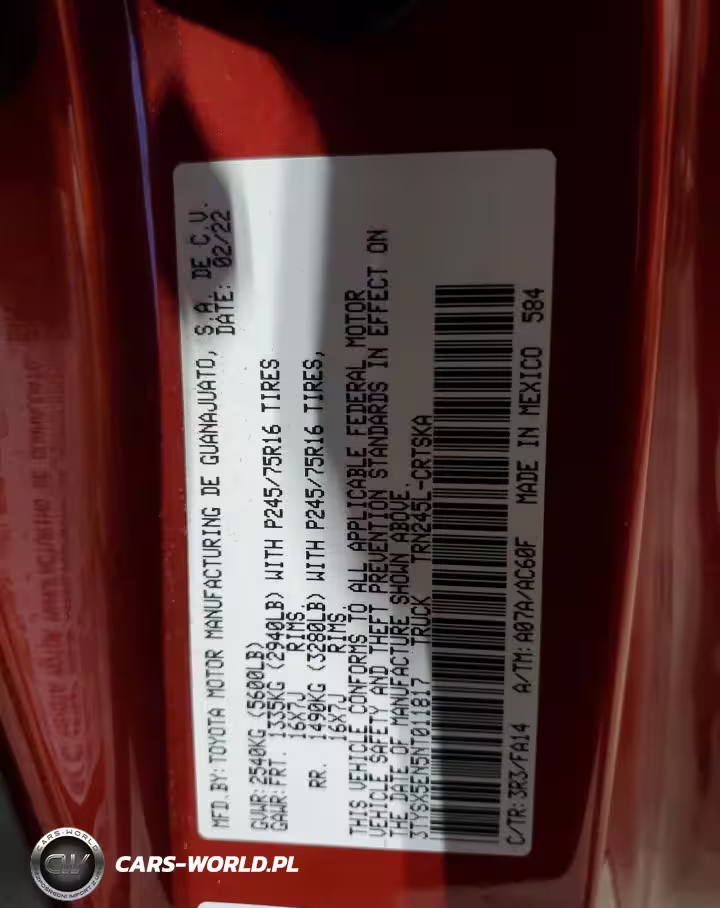 MFD.BY: TOYOTA MOTOR MANUFACTURING DE GUANAJUATO, S.A. DE C.V.
DATE: 02/22
GVWR: 2540KG (5600LB)
GAWR: FRT. 1335KG (2940LB) WITH P245/75R16 TIRES
16X7J RIMS.
RR. 1490KG (3280LB) WITH P245/75R16 TIRES,
16X7J RIMS.
THIS VEHICLE CONFORMS TO ALL APPLICABLE FEDERAL MOTOR
VEHICLE SAFETY AND THEFT PREVENTION STANDARDS IN EFFECT ON
THE DATE OF MANUFACTURE SHOWN ABOVE.
3TYSX5EN5NT011817 TRUCK TRN245L-CRTSKA
C/TR: 3R3/FA14 A/TM: A07A/AC60F MADE IN MEXICO 584
CARS-WORLD
CW
CARS-WORLD.PL